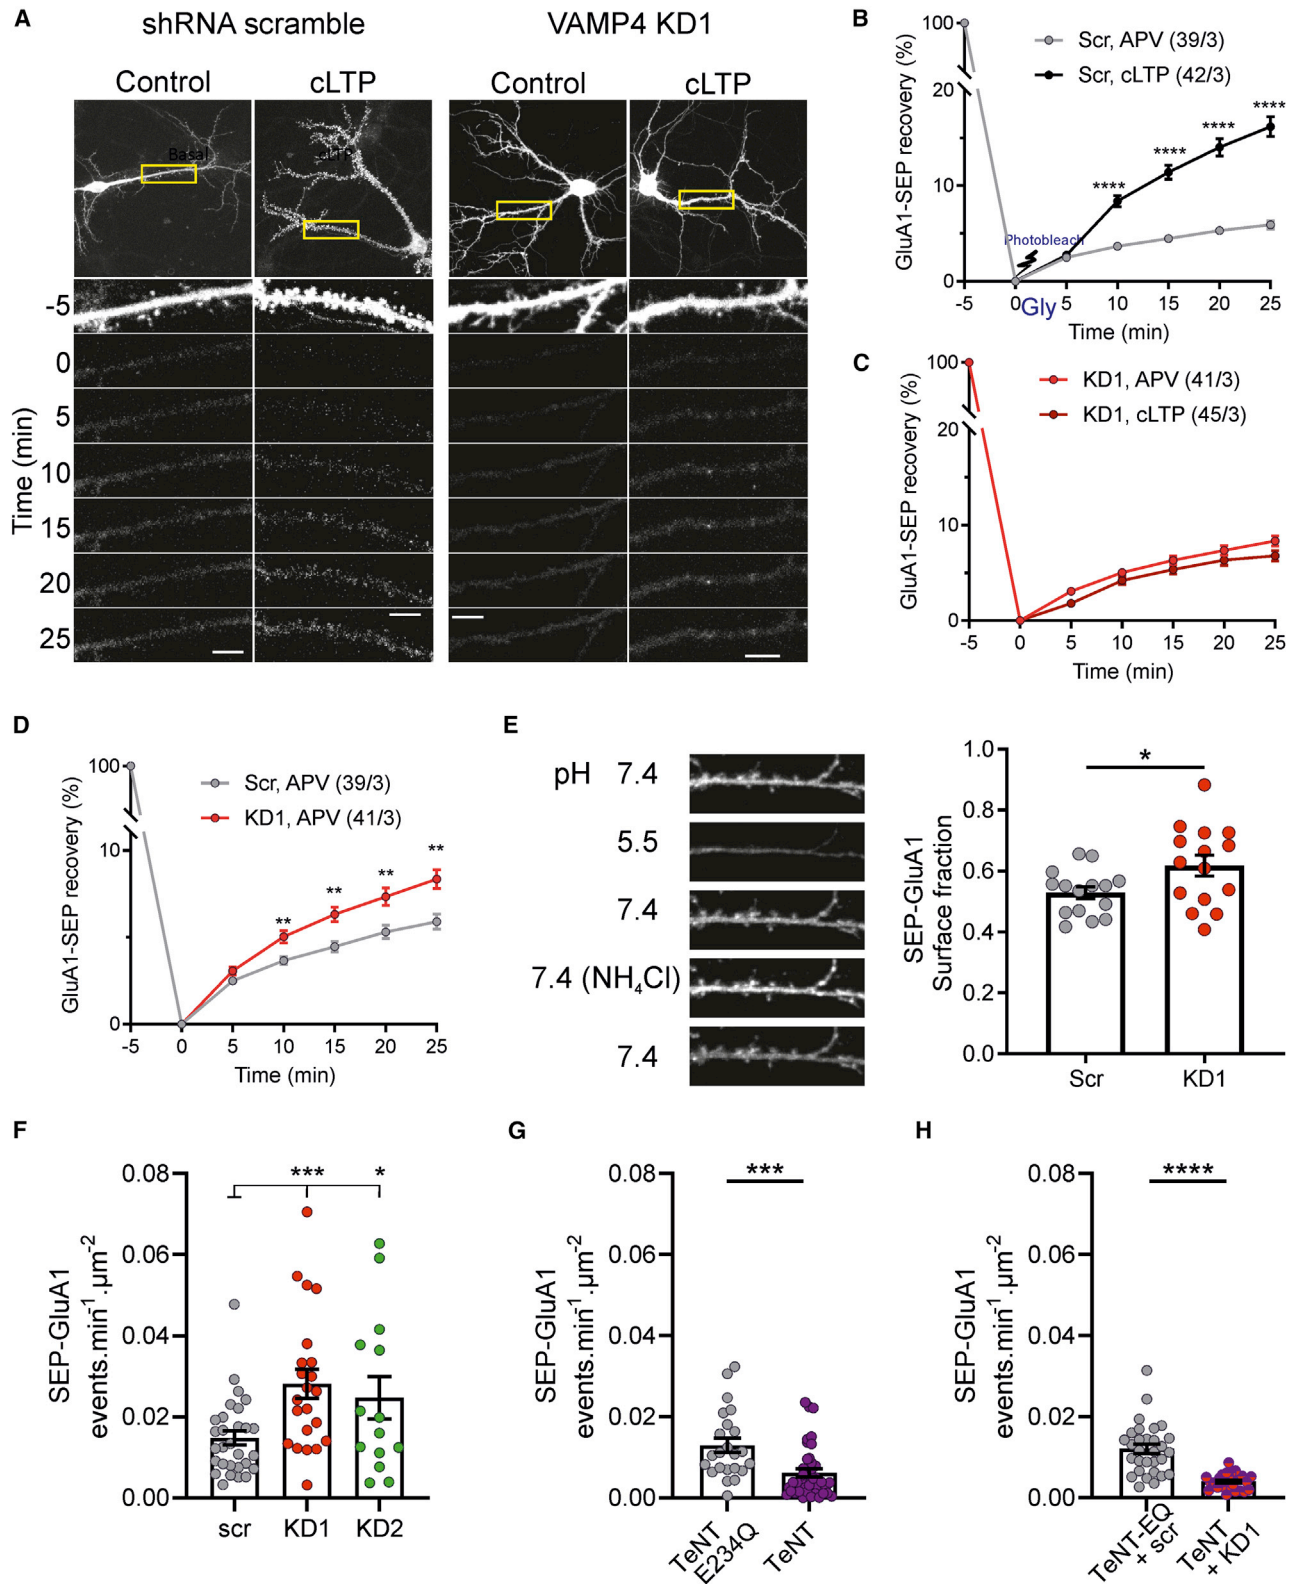 A
shRNA scramble
VAMP4 KD1
Control
cLTP
Control
cLTP
Basal
cLTP
Time (min)
-5
0
5
10
15
20
25
B
GluA1-SEP recovery (%)
100
20
10
0
Scr, APV (39/3)
Scr, cLTP (42/3)
****
****
****
****
Photobleach
Gly
-5 0 5 10 15 20 25
Time (min)
C
GluA1-SEP recovery (%)
100
20
10
0
KD1, APV (41/3)
KD1, cLTP (45/3)
-5 0 5 10 15 20 25
Time (min)
D
GluA1-SEP recovery (%)
100
10
0
Scr, APV (39/3)
KD1, APV (41/3)
**
**
**
**
-5 0 5 10 15 20 25
Time (min)
E
pH 7.4
5.5
7.4
7.4 (NH₄Cl)
7.4
SEP-GluA1
Surface fraction
1.0
0.8
0.6
0.4
0.2
0.0
*
Scr KD1
F
SEP-GluA1
events.min⁻¹.µm⁻²
0.08
0.06
0.04
0.02
0.00
*** *
scr KD1 KD2
G
SEP-GluA1
events.min⁻¹.µm⁻²
0.08
0.06
0.04
0.02
0.00
***
TeNT
E234Q
TeNT
H
SEP-GluA1
events.min⁻¹.µm⁻²
0.08
0.06
0.04
0.02
0.00
****
TeNT-EQ
+ scr
TeNT
+ KD1